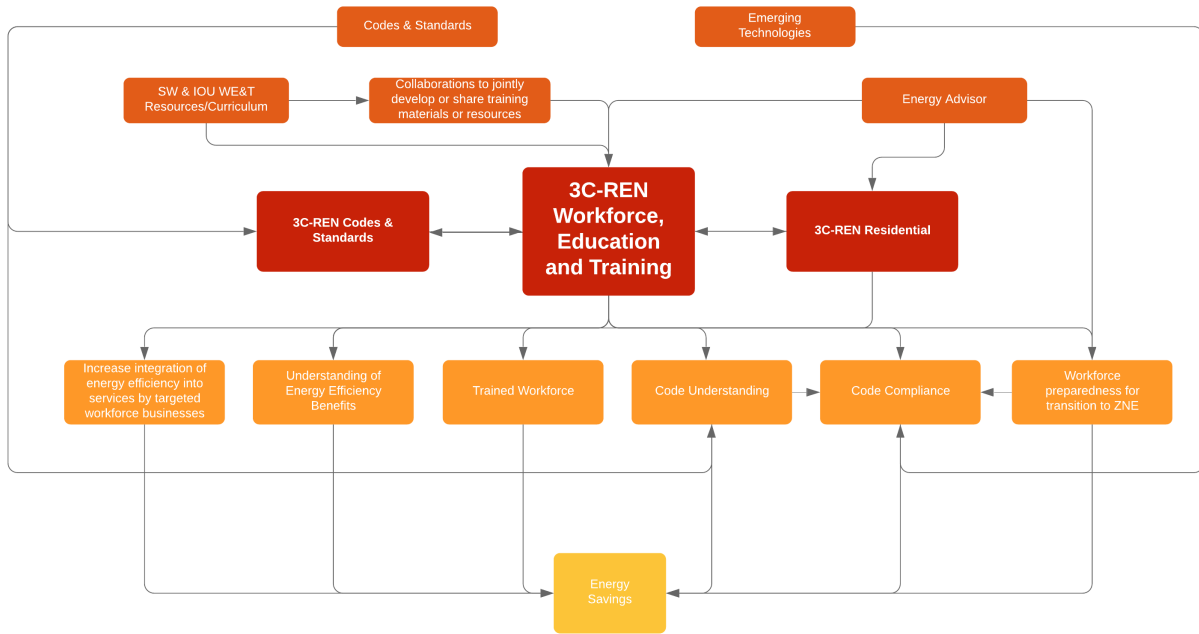 Codes & Standards
Emerging
Technologies
SW & IOU WE&T
Resources/Curriculum
Collaborations to jointly
develop or share training
materials or resources
Energy Advisor
3C-REN Codes &
Standards
3C-REN
Workforce,
Education
and Training
3C-REN Residential
Increase integration of
energy efficiency into
services by targeted
workforce businesses
Understanding of
Energy Efficiency
Benefits
Trained Workforce
Code Understanding
Code Compliance
Workforce
preparedness for
transition to ZNE
Energy
Savings